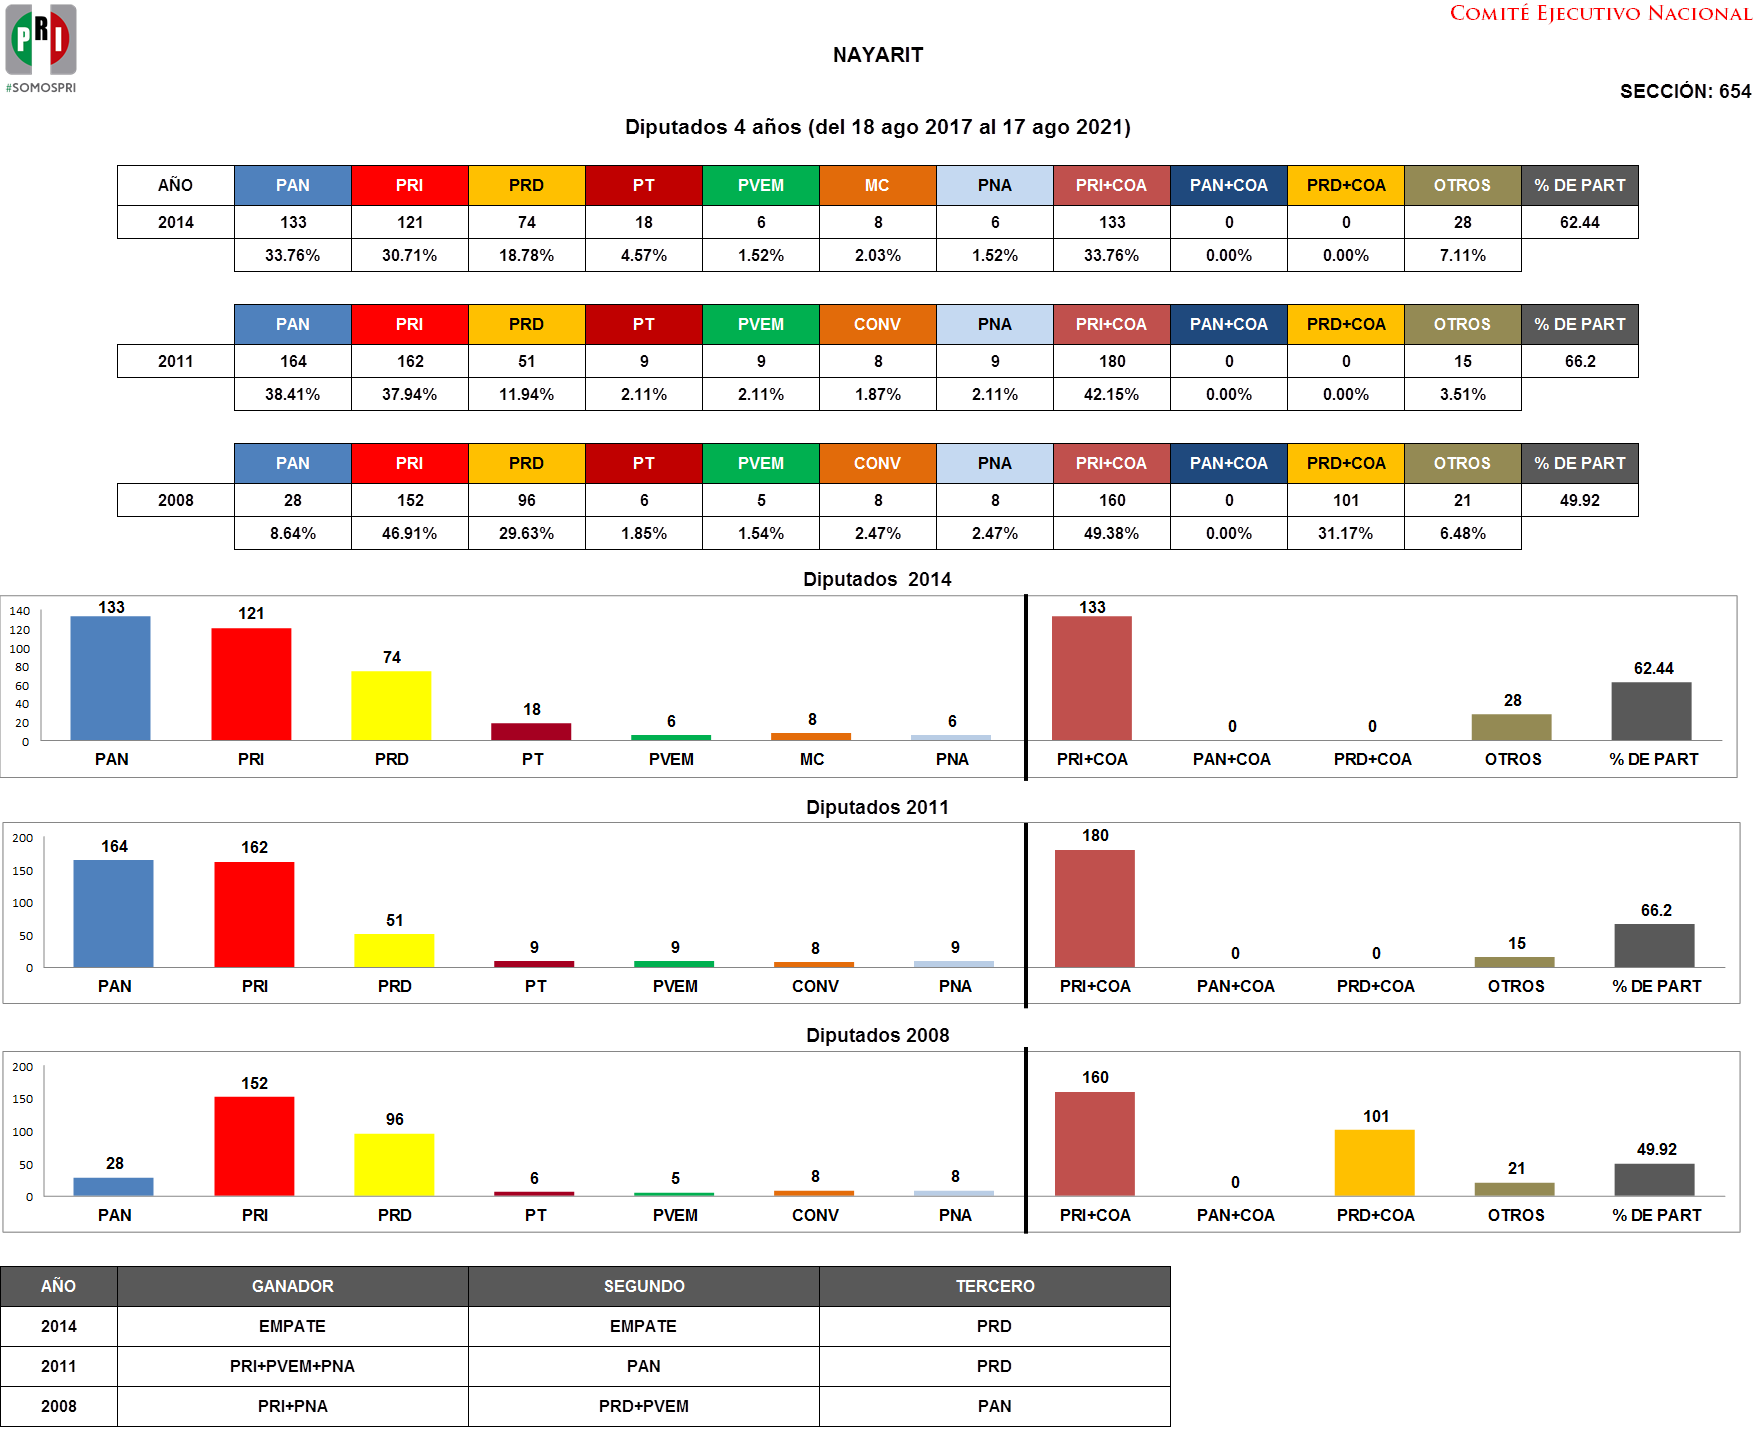 PRI
#SOMOSPRI
COMITÉ EJECUTIVO NACIONAL
NAYARIT
SECCIÓN: 654
Diputados 4 años (del 18 ago 2017 al 17 ago 2021)
AÑO PAN PRI PRD PT PVEM MC PNA PRI+COA PAN+COA PRD+COA OTROS % DE PART
2014 133 121 74 18 6 8 6 133 0 0 28 62.44
33.76% 30.71% 18.78% 4.57% 1.52% 2.03% 1.52% 33.76% 0.00% 0.00% 7.11%
PAN PRI PRD PT PVEM CONV PNA PRI+COA PAN+COA PRD+COA OTROS % DE PART
2011 164 162 51 9 9 8 9 180 0 0 15 66.2
38.41% 37.94% 11.94% 2.11% 2.11% 1.87% 2.11% 42.15% 0.00% 0.00% 3.51%
PAN PRI PRD PT PVEM CONV PNA PRI+COA PAN+COA PRD+COA OTROS % DE PART
2008 28 152 96 6 5 8 8 160 0 101 21 49.92
8.64% 46.91% 29.63% 1.85% 1.54% 2.47% 2.47% 49.38% 0.00% 31.17% 6.48%
Diputados 2014
140
120
100
80
60
40
20
0
133 121 74 18 6 8 6 133 0 0 28 62.44
PAN PRI PRD PT PVEM MC PNA PRI+COA PAN+COA PRD+COA OTROS % DE PART
Diputados 2011
200
150
100
50
0
164 162 51 9 9 8 9 180 0 0 15 66.2
PAN PRI PRD PT PVEM CONV PNA PRI+COA PAN+COA PRD+COA OTROS % DE PART
Diputados 2008
200
150
100
50
0
28 152 96 6 5 8 8 160 0 101 21 49.92
PAN PRI PRD PT PVEM CONV PNA PRI+COA PAN+COA PRD+COA OTROS % DE PART
AÑO GANADOR SEGUNDO TERCERO
2014 EMPATE EMPATE PRD
2011 PRI+PVEM+PNA PAN PRD
2008 PRI+PNA PRD+PVEM PAN